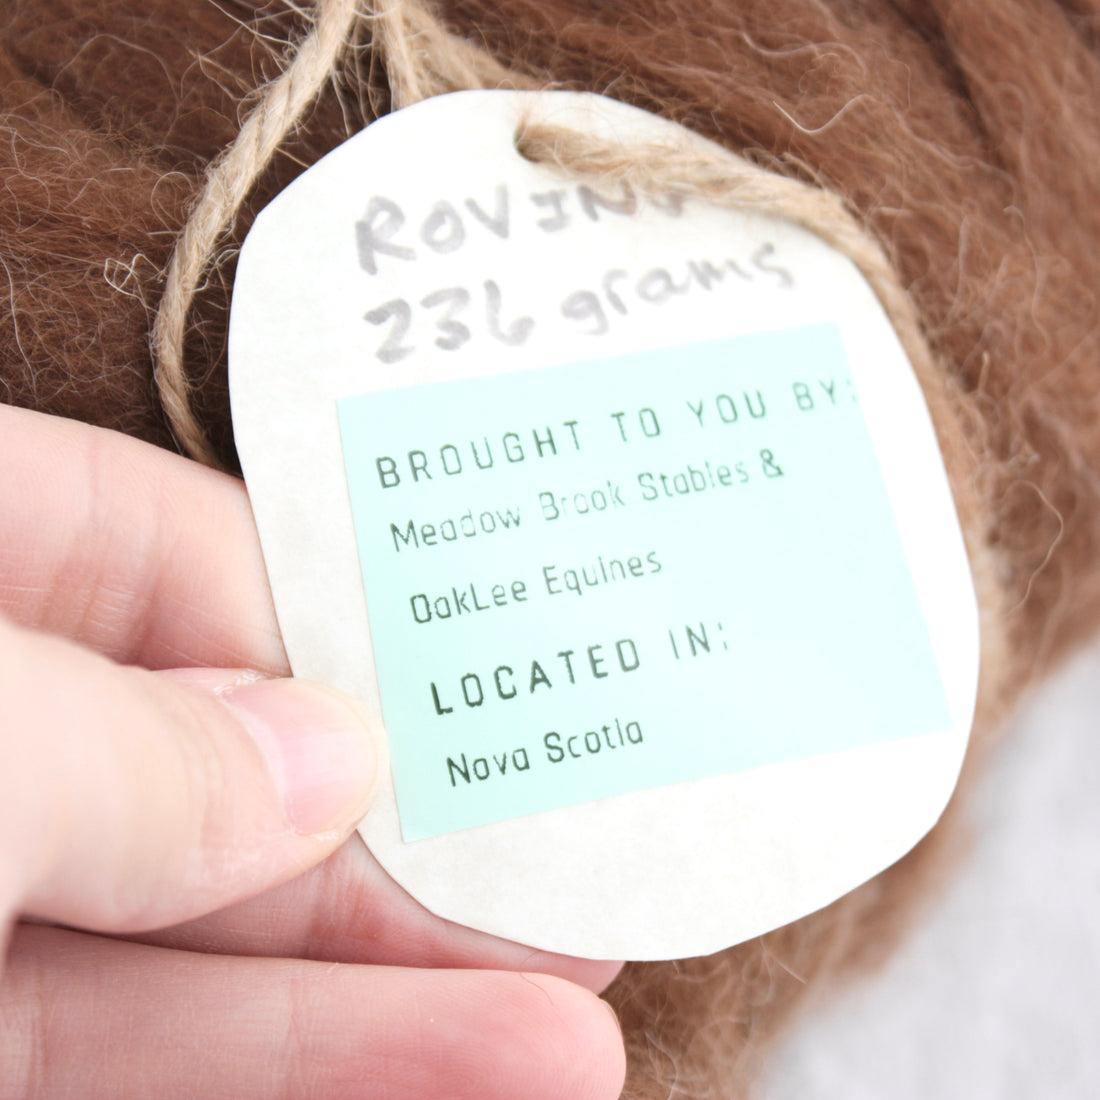 ROVING
236 grams
BROUGHT TO YOU BY:
Meadow Brook Stables &
OakLee Equines
LOCATED IN:
Nova Scotia